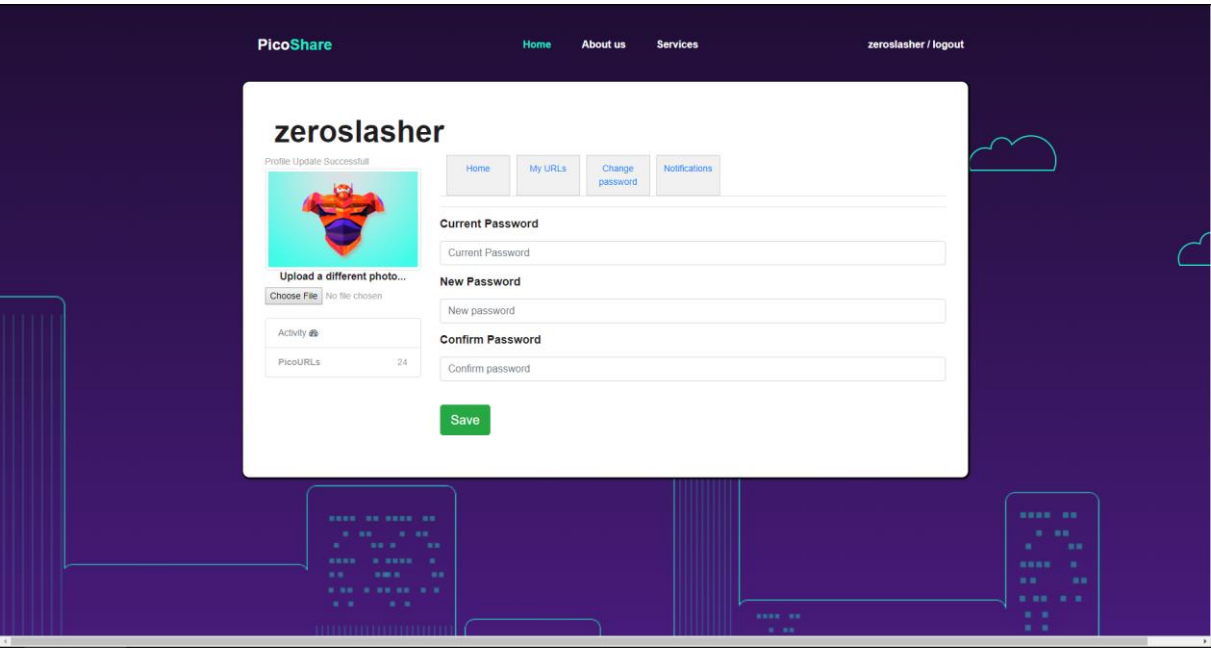 PicoShare
Home About us Services
zeroslasher / logout
zeroslasher
Profile Update Successfull
Upload a different photo...
Choose File No file chosen
Activity
PicoURLs 24
Home My URLs Change password Notifications
Current Password
Current Password
New Password
New password
Confirm Password
Confirm password
Save